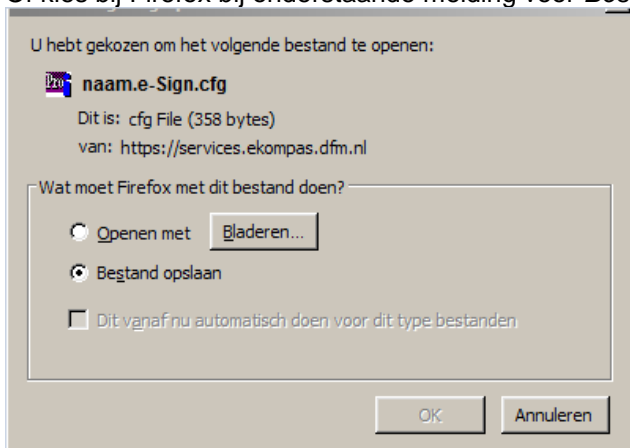 U hebt gekozen om het volgende bestand te openen:
Pro naam.e-Sign.cfg
Dit is: cfg File (358 bytes)
van: https://services.ekompas.dfm.nl
Wat moet Firefox met dit bestand doen?
Openen met Bladeren...
Bestand opslaan
Dit vanaf nu automatisch doen voor dit type bestanden
OK Annuleren